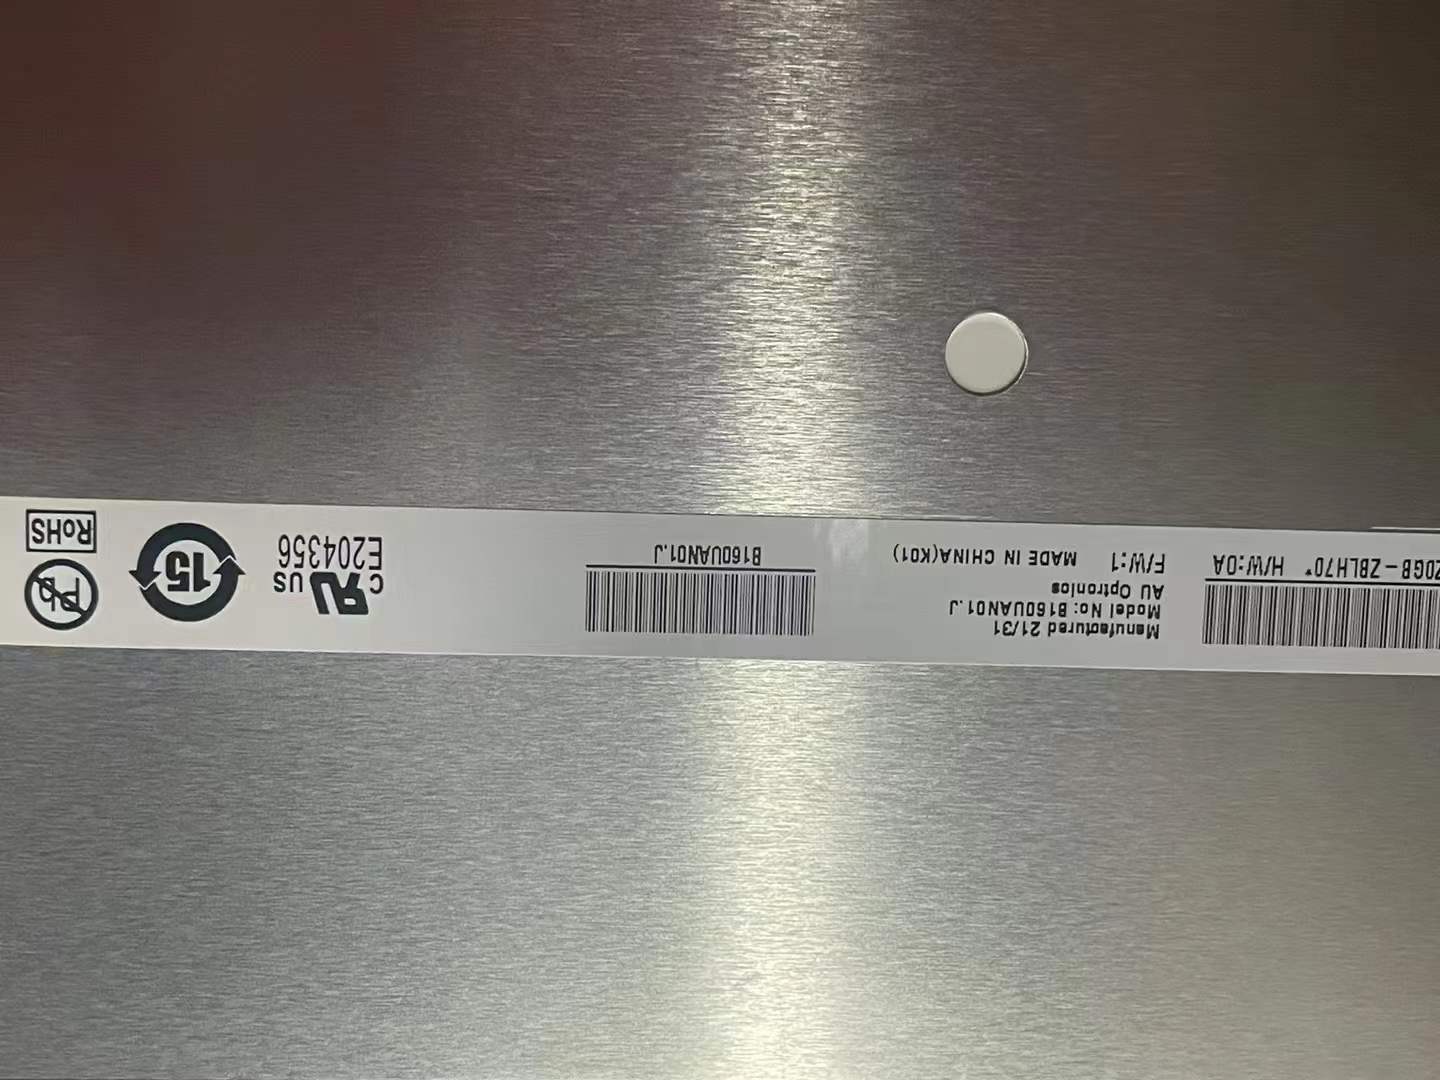 Manufactured 21/31
Model No: B160UAN01.J
AU Optronics
F/W:1 MADE IN CHINA(K01)
H/W:0A
B160UAN01.J
C UR US
E204356
15
Pb
RoHS